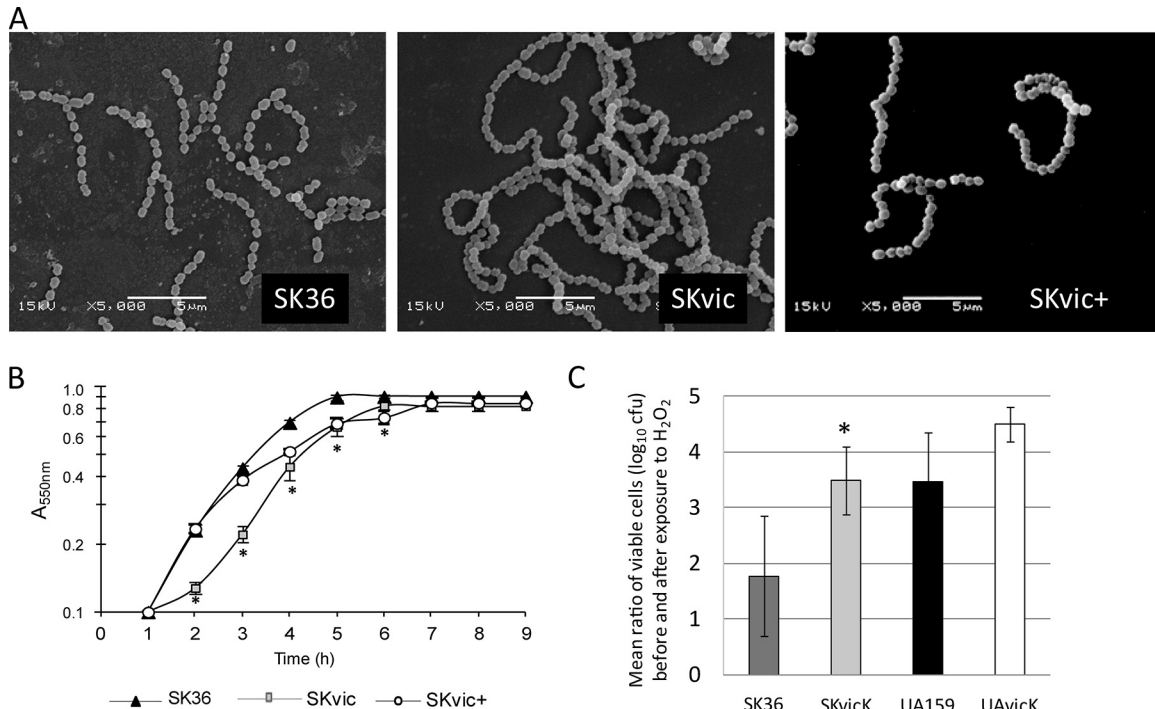 A
15kV X5,000 5μm SK36
15kV X5,000 5μm SKvic
15kV X5,000 5μm SKvic+
B
A550nm
1.0
0.8
0.6
0.4
0.2
0.1
* * * * *
0 1 2 3 4 5 6 7 8 9
Time (h)
SK36 SKvic SKvic+
C
Mean ratio of viable cells (log10 cfu)
before and after exposure to H2O2
5
4
3
2
1
0
*
SK36 SKvicK UA159 UAvicK